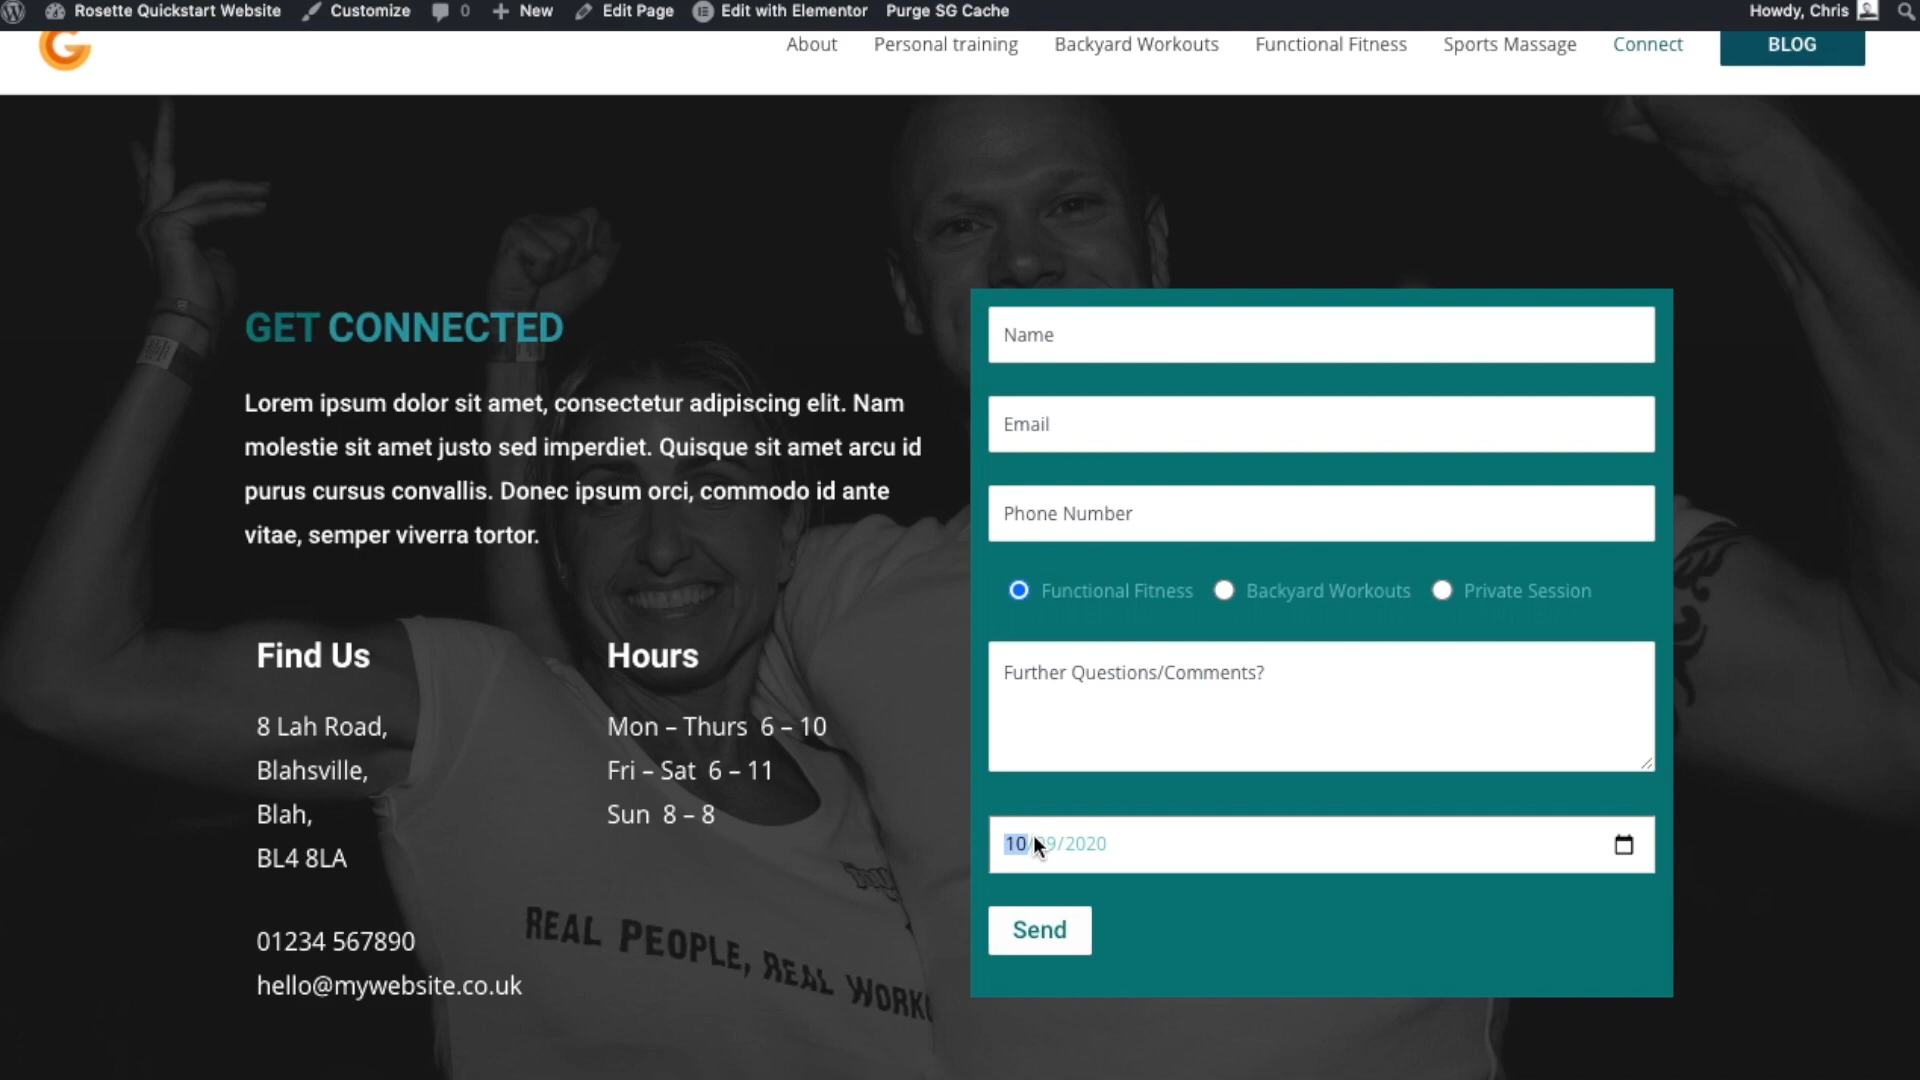 Rosette Quickstart Website Customize 0 New Edit Page Edit with Elementor Purge SG Cache Howdy, Chris
About Personal training Backyard Workouts Functional Fitness Sports Massage Connect BLOG
GET CONNECTED
Lorem ipsum dolor sit amet, consectetur adipiscing elit. Nam
molestie sit amet justo sed imperdiet. Quisque sit amet arcu id
purus cursus convallis. Donec ipsum orci, commodo id ante
vitae, semper viverra tortor.
Find Us
8 Lah Road,
Blahsville,
Blah,
BL4 8LA
01234 567890
hello@mywebsite.co.uk
Hours
Mon – Thurs 6 – 10
Fri – Sat 6 – 11
Sun 8 – 8
REAL PEOPLE, REAL
Name
Email
Phone Number
Functional Fitness Backyard Workouts Private Session
Further Questions/Comments?
10/09/2020
Send